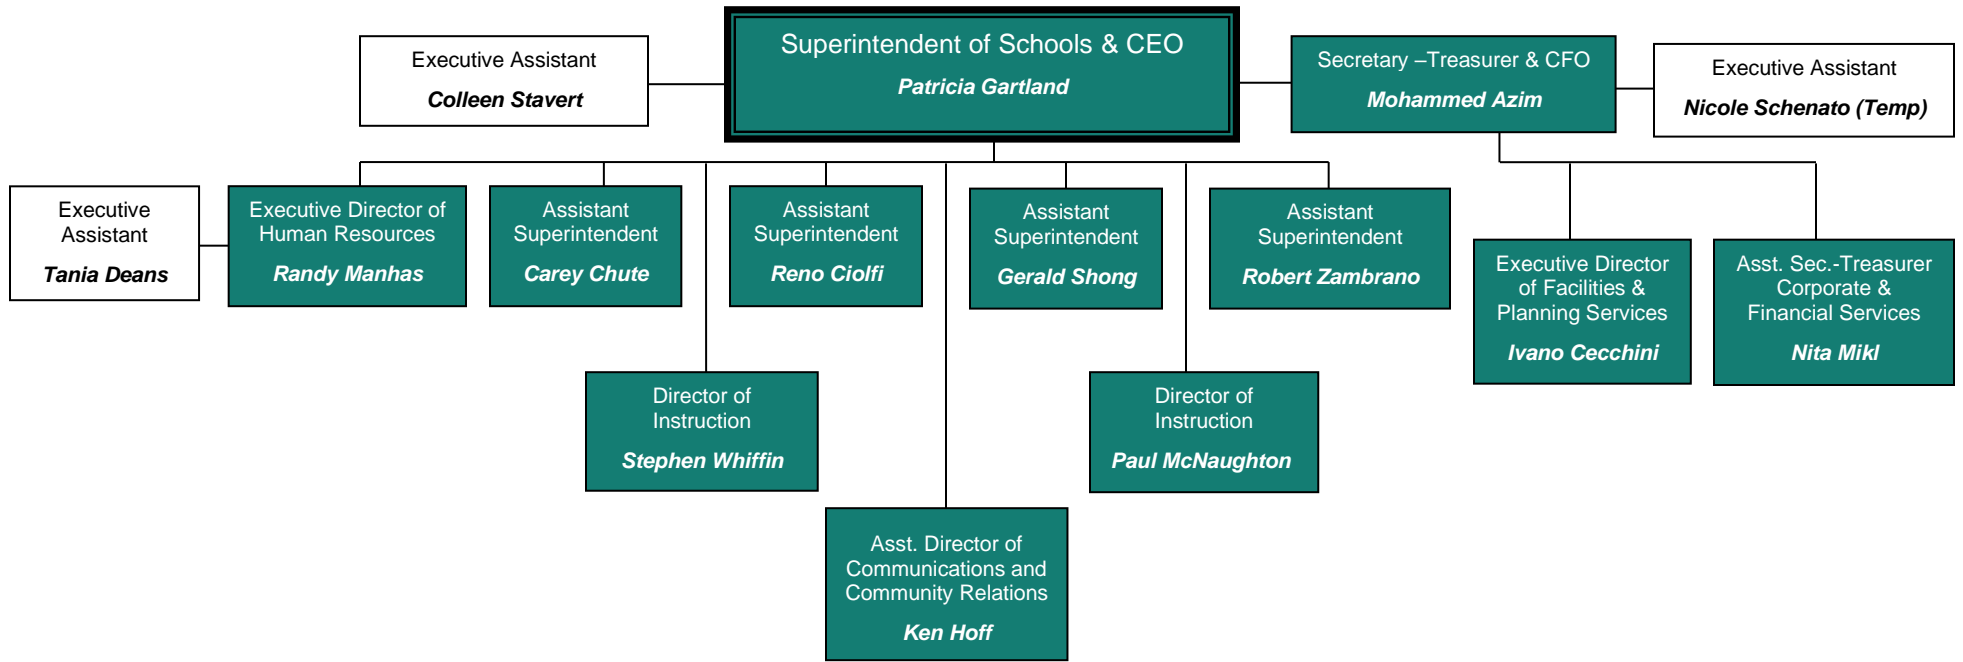 Superintendent of Schools & CEO
Patricia Gartland
Executive Assistant
Colleen Stavert
Secretary –Treasurer & CFO
Mohammed Azim
Executive Assistant
Nicole Schenato (Temp)
Executive
Assistant
Tania Deans
Executive Director of
Human Resources
Randy Manhas
Assistant
Superintendent
Carey Chute
Assistant
Superintendent
Reno Ciolfi
Assistant
Superintendent
Gerald Shong
Assistant
Superintendent
Robert Zambrano
Executive Director
of Facilities &
Planning Services
Ivano Cecchini
Asst. Sec.-Treasurer
Corporate &
Financial Services
Nita Mikl
Director of
Instruction
Stephen Whiffin
Director of
Instruction
Paul McNaughton
Asst. Director of
Communications and
Community Relations
Ken Hoff